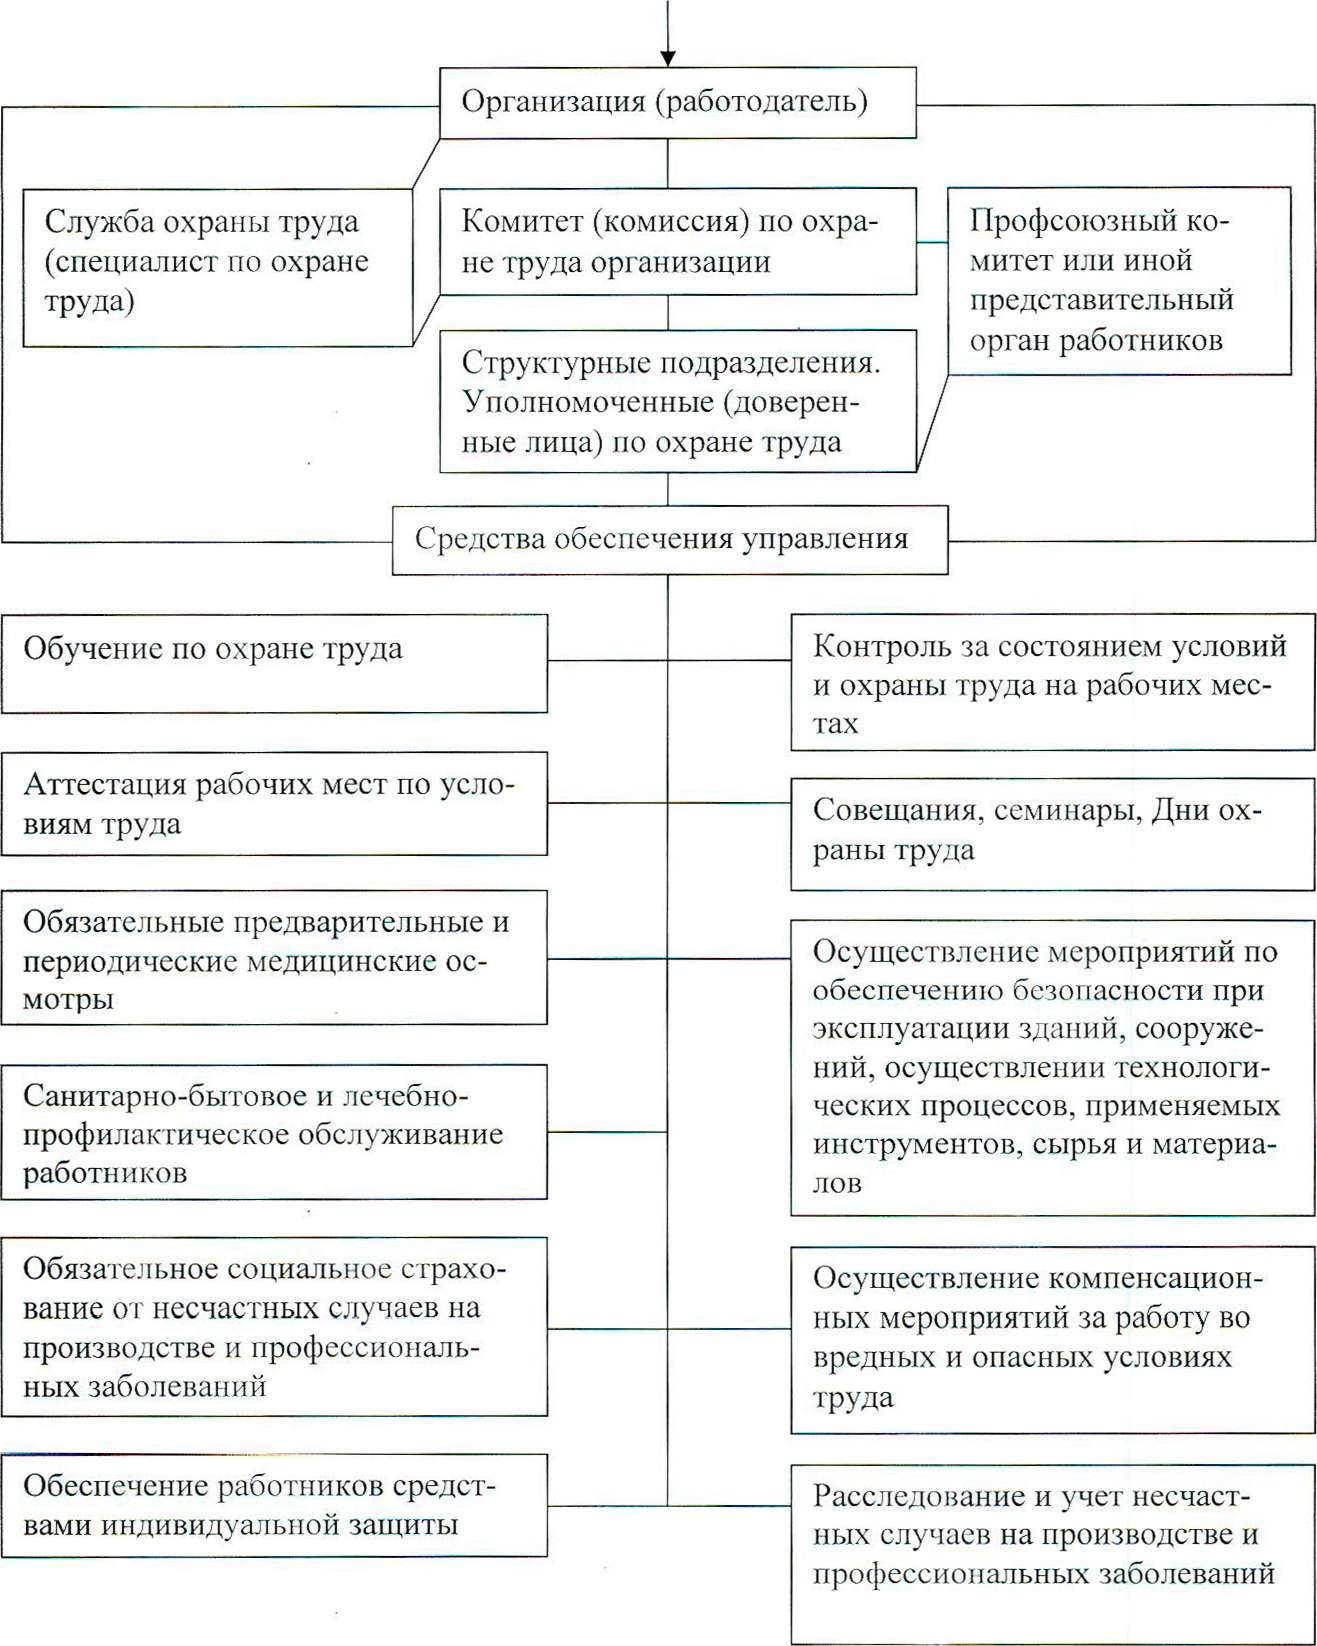 Организация (работодатель)
Служба охраны труда
(специалист по охране
труда)
Комитет (комиссия) по охра-
не труда организации
Профсоюзный ко-
митет или иной
представительный
орган работников
Структурные подразделения.
Уполномоченные (доверен-
ные лица) по охране труда
Средства обеспечения управления
Обучение по охране труда
Контроль за состоянием условий
и охраны труда на рабочих мес-
тах
Аттестация рабочих мест по усло-
виям труда
Совещания, семинары, Дни ох-
раны труда
Обязательные предварительные и
периодические медицинские ос-
мотры
Осуществление мероприятий по
обеспечению безопасности при
эксплуатации зданий, сооруже-
ний, осуществлении технологи-
ческих процессов, применяемых
инструментов, сырья и материа-
лов
Санитарно-бытовое и лечебно-
профилактическое обслуживание
работников
Обязательное социальное страхо-
вание от несчастных случаев на
производстве и профессиональ-
ных заболеваний
Осуществление компенсацион-
ных мероприятий за работу во
вредных и опасных условиях
труда
Обеспечение работников средст-
вами индивидуальной защиты
Расследование и учет несчаст-
ных случаев на производстве и
профессиональных заболеваний